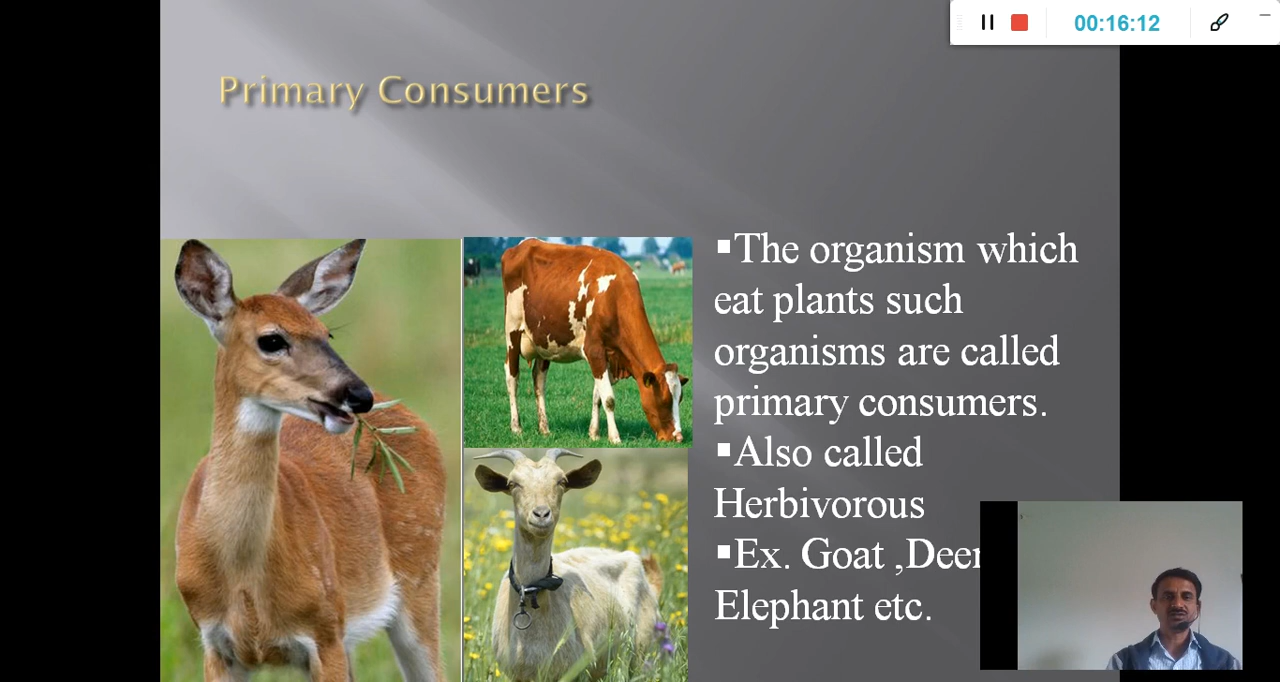 00:16:12
Primary Consumers
▪The organism which
eat plants such
organisms are called
primary consumers.
▪Also called
Herbivorous
▪Ex. Goat ,Deer
Elephant etc.